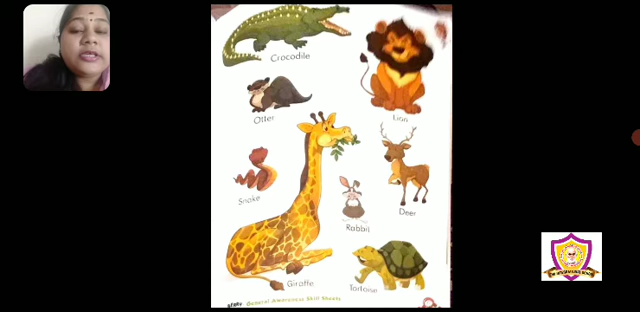 Crocodile
Lion
Otter
Snake
Deer
Rabbit
Giraffe
Tortoise
General Awareness Skill Sheets